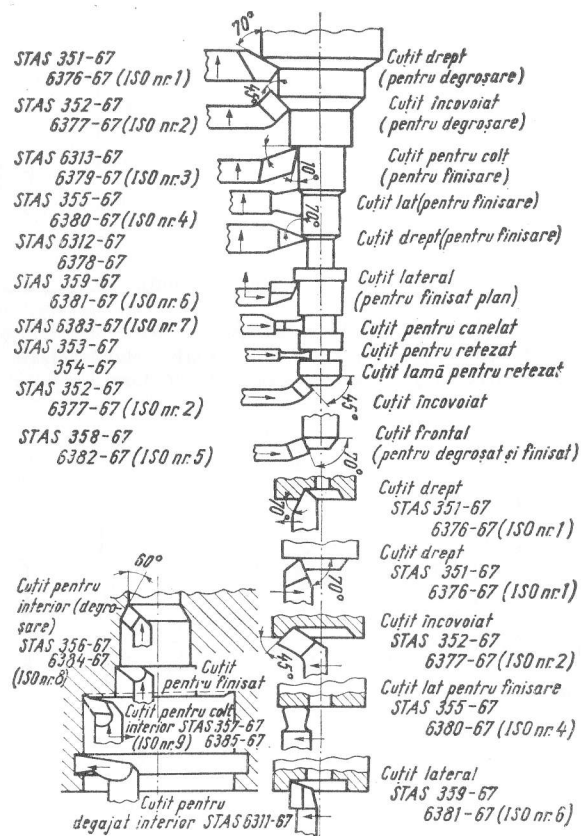 70°
STAS 351-67
6376-67 (ISO nr.1)
Cuțit drept
(pentru degroșare)
45°
STAS 352-67
6377-67 (ISO nr.2)
Cuțit încovoiat
(pentru degroșare)
STAS 6313-67
6379-67 (ISO nr.3)
10°
Cuțit pentru colț
(pentru finisare)
STAS 355-67
6380-67 (ISO nr.4)
Cuțit lat (pentru finisare)
70°
STAS 6312-67
6378-67
Cuțit drept (pentru finisare)
STAS 359-67
6381-67 (ISO nr.6)
Cuțit lateral
(pentru finisat plan)
STAS 6383-67 (ISO nr.7)
Cuțit pentru canelat
STAS 353-67
354-67
Cuțit pentru retezat
Cuțit lamă pentru retezat
STAS 352-67
6377-67 (ISO nr.2)
45°
Cuțit încovoiat
STAS 358-67
6382-67 (ISO nr.5)
70°
Cuțit frontal
(pentru degroșat și finisat)
70°
Cuțit drept
STAS 351-67
6376-67 (ISO nr.1)
70°
Cuțit drept
STAS 351-67
6376-67 (ISO nr.1)
45°
Cuțit încovoiat
STAS 352-67
6377-67 (ISO nr.2)
Cuțit lat pentru finisare
STAS 355-67
6380-67 (ISO nr.4)
Cuțit lateral
STAS 359-67
6381-67 (ISO nr.6)
60°
Cuțit pentru
interior (degro-
șare)
STAS 356-67
6384-67
(ISO nr.8)
Cuțit
pentru finisat
Cuțit pentru colț
interior STAS 357-67
(ISO nr.9) 6385-67
Cuțit pentru
degajat interior STAS 6311-67